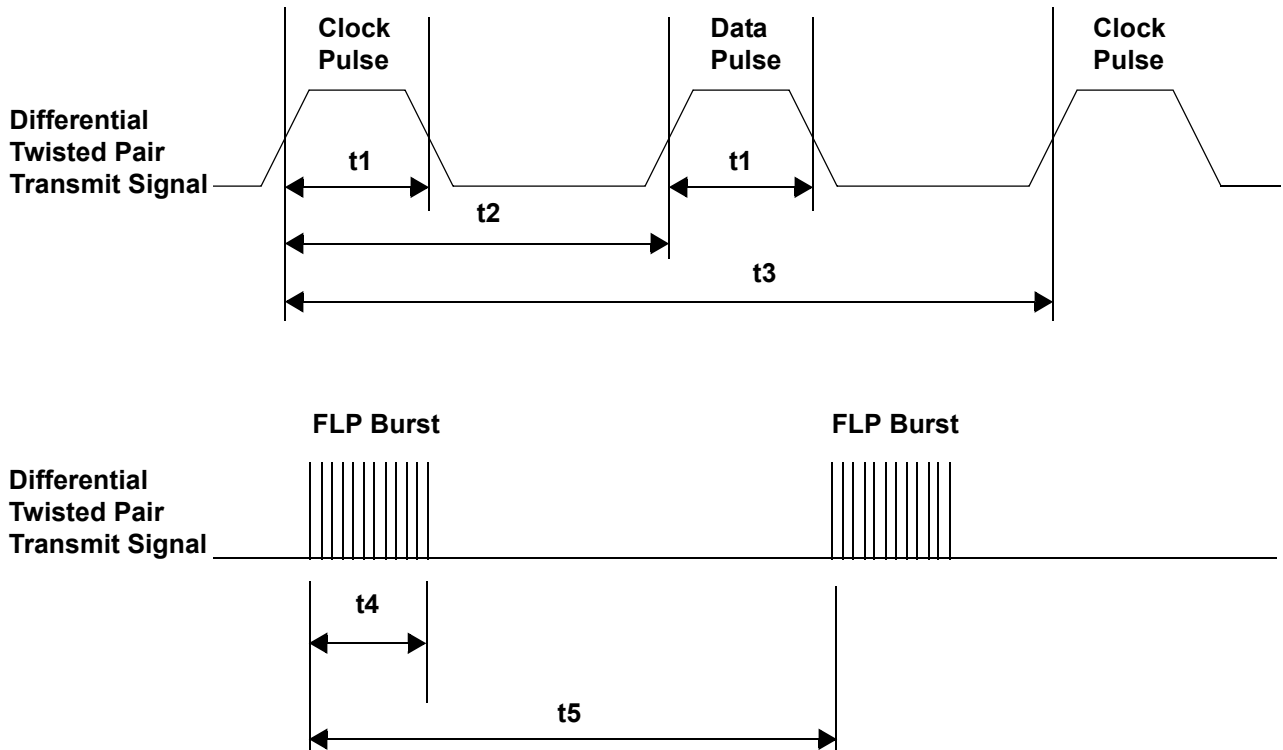 Clock
Pulse
Data
Pulse
Clock
Pulse
Differential
Twisted Pair
Transmit Signal
t1
t1
t2
t3
FLP Burst
FLP Burst
Differential
Twisted Pair
Transmit Signal
t4
t5